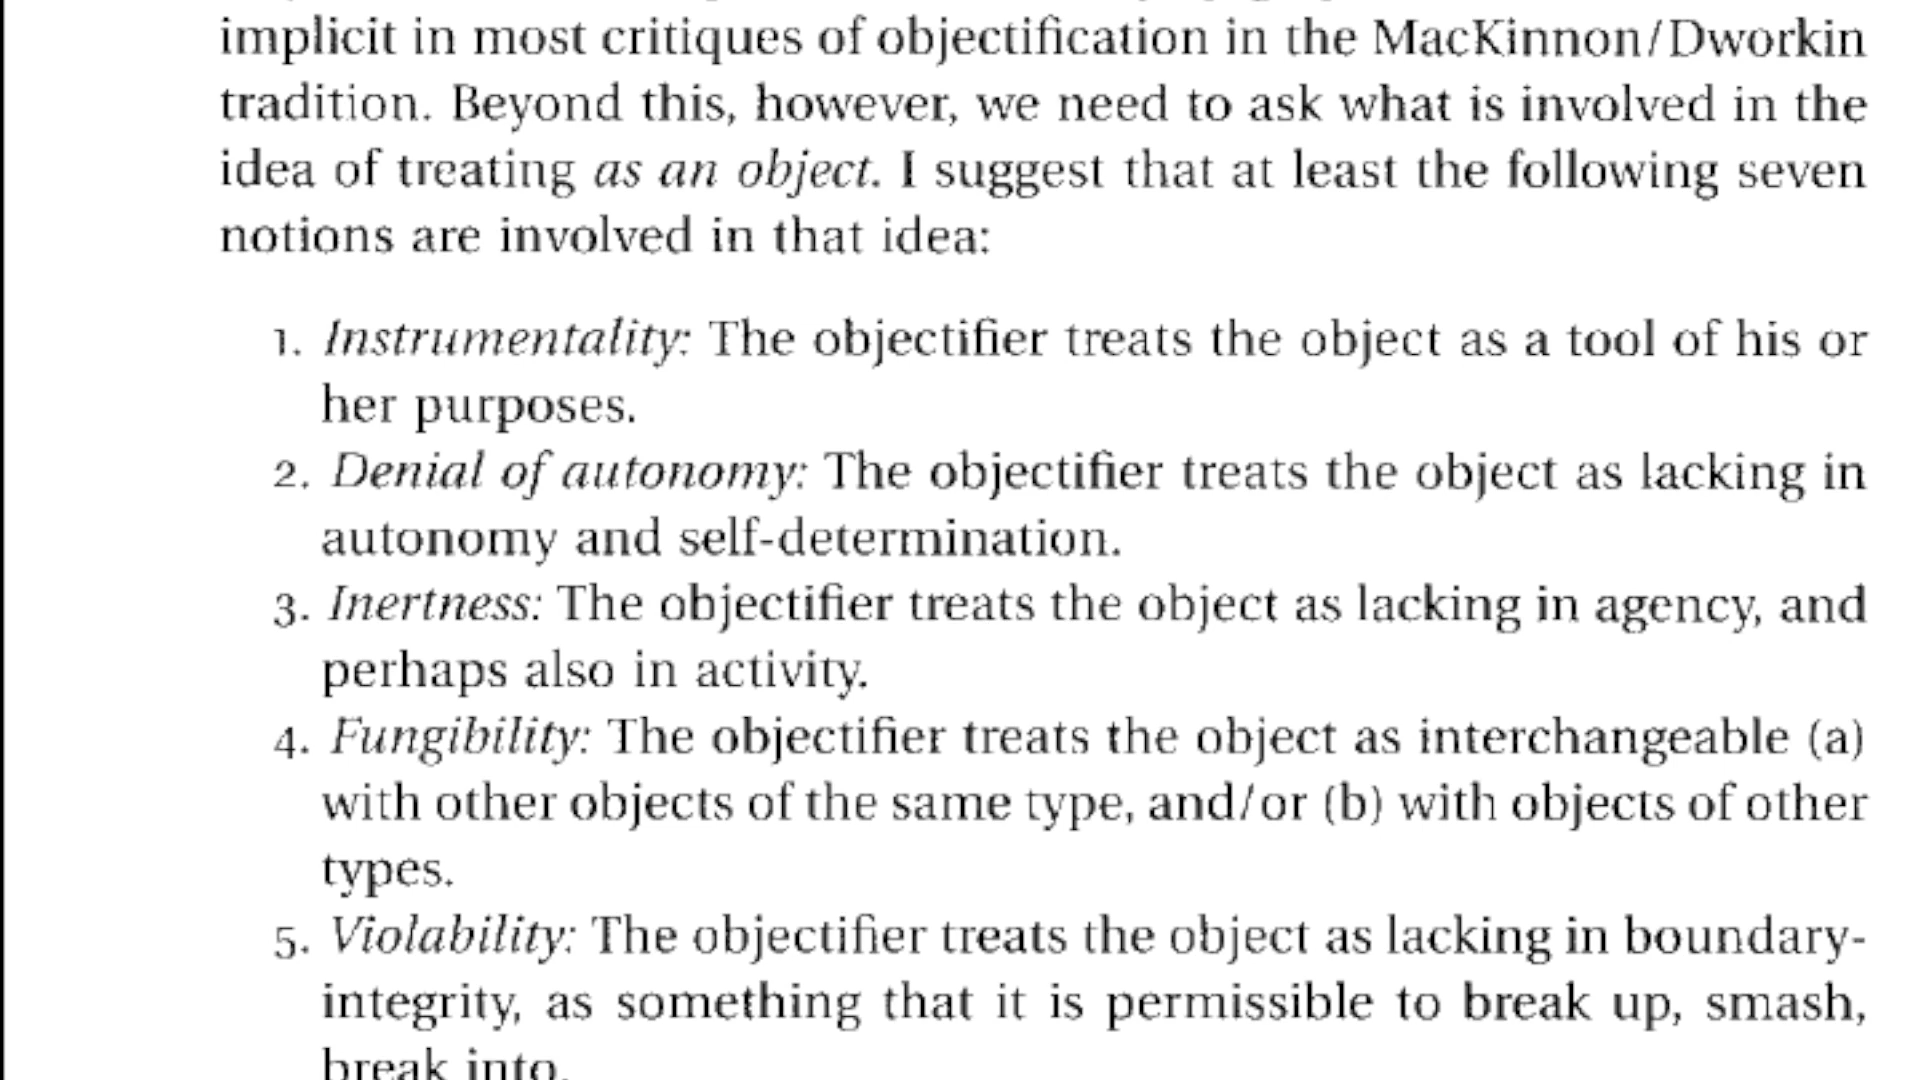 implicit in most critiques of objectification in the MacKinnon/Dworkin
tradition. Beyond this, however, we need to ask what is involved in the
idea of treating as an object. I suggest that at least the following seven
notions are involved in that idea:
1. Instrumentality: The objectifier treats the object as a tool of his or
her purposes.
2. Denial of autonomy: The objectifier treats the object as lacking in
autonomy and self-determination.
3. Inertness: The objectifier treats the object as lacking in agency, and
perhaps also in activity.
4. Fungibility: The objectifier treats the object as interchangeable (a)
with other objects of the same type, and/or (b) with objects of other
types.
5. Violability: The objectifier treats the object as lacking in boundary-
integrity, as something that it is permissible to break up, smash,
break into.